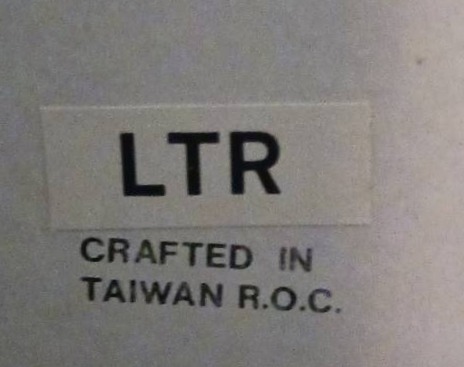 LTR
CRAFTED IN
TAIWAN R.O.C.